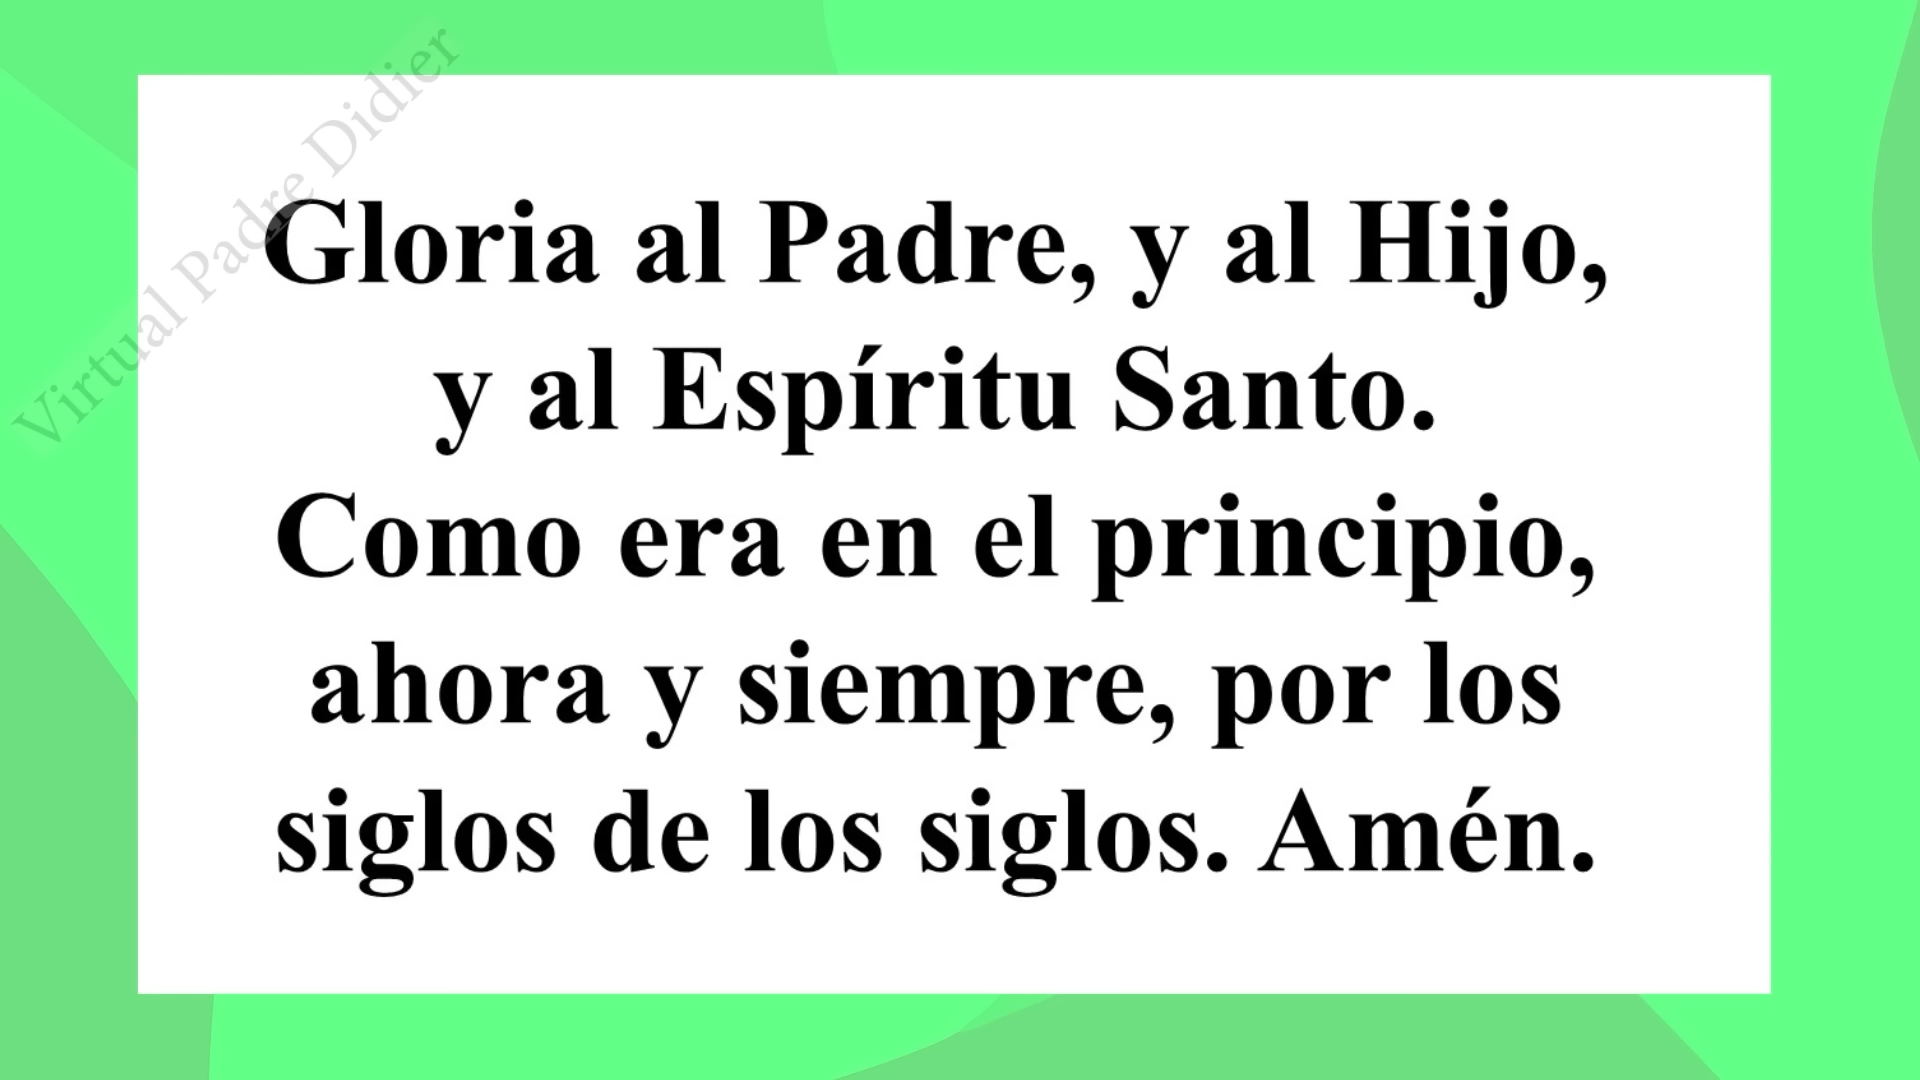 Virtual Padre Didier
Gloria al Padre, y al Hijo,
y al Espíritu Santo.
Como era en el principio,
ahora y siempre, por los
siglos de los siglos. Amén.